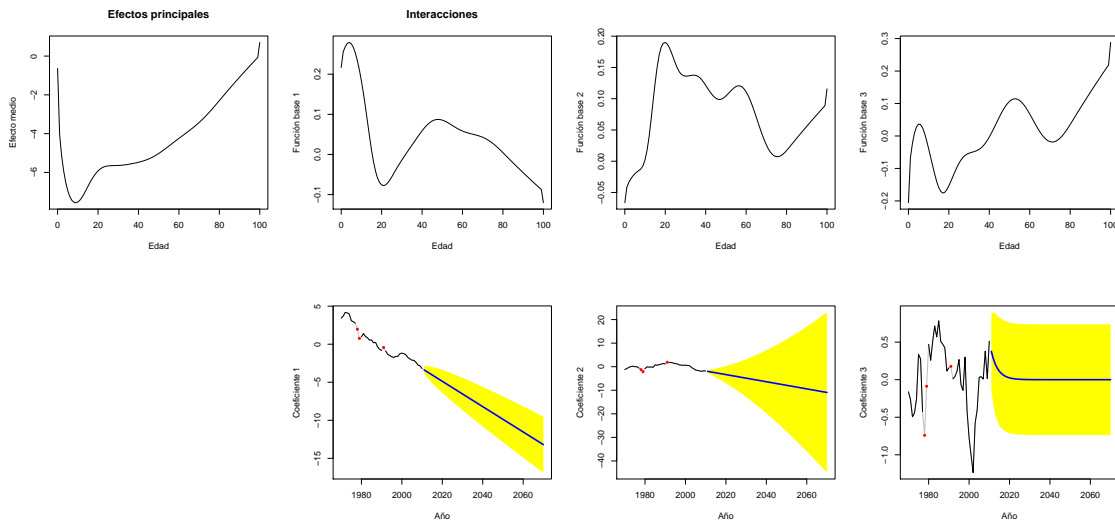 Efectos principales
Interacciones
Efecto medio
0
−2
−4
−6
0 20 40 60 80 100
Edad
Función base 1
0.2
0.1
0.0
−0.1
0 20 40 60 80 100
Edad
Función base 2
0.20
0.15
0.10
0.05
0.00
−0.05
0 20 40 60 80 100
Edad
Función base 3
0.3
0.2
0.1
0.0
−0.1
−0.2
0 20 40 60 80 100
Edad
Coeficiente 1
5
0
−5
−10
−15
1980 2000 2020 2040 2060
Año
Coeficiente 2
20
10
0
−10
−20
−30
−40
1980 2000 2020 2040 2060
Año
Coeficiente 3
0.5
0.0
−0.5
−1.0
1980 2000 2020 2040 2060
Año